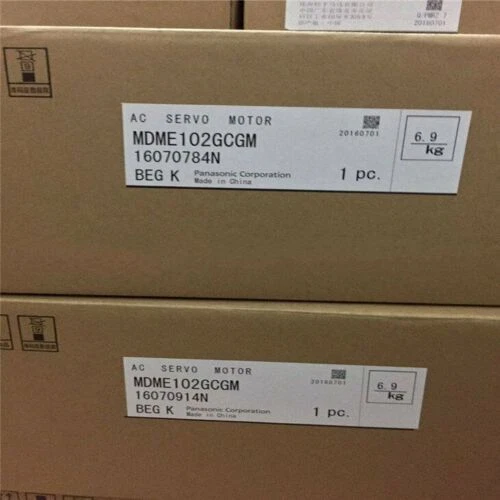 20160701
AC SERVO MOTOR
20160701
MDME102GCGM
16070784N
BEG K Panasonic Corporation
Made in China
1 pc.
6.9
kg
AC SERVO MOTOR
20160701
MDME102GCGM
16070914N
BEG K Panasonic Corporation
Made in China
1 pc.
6.9
kg